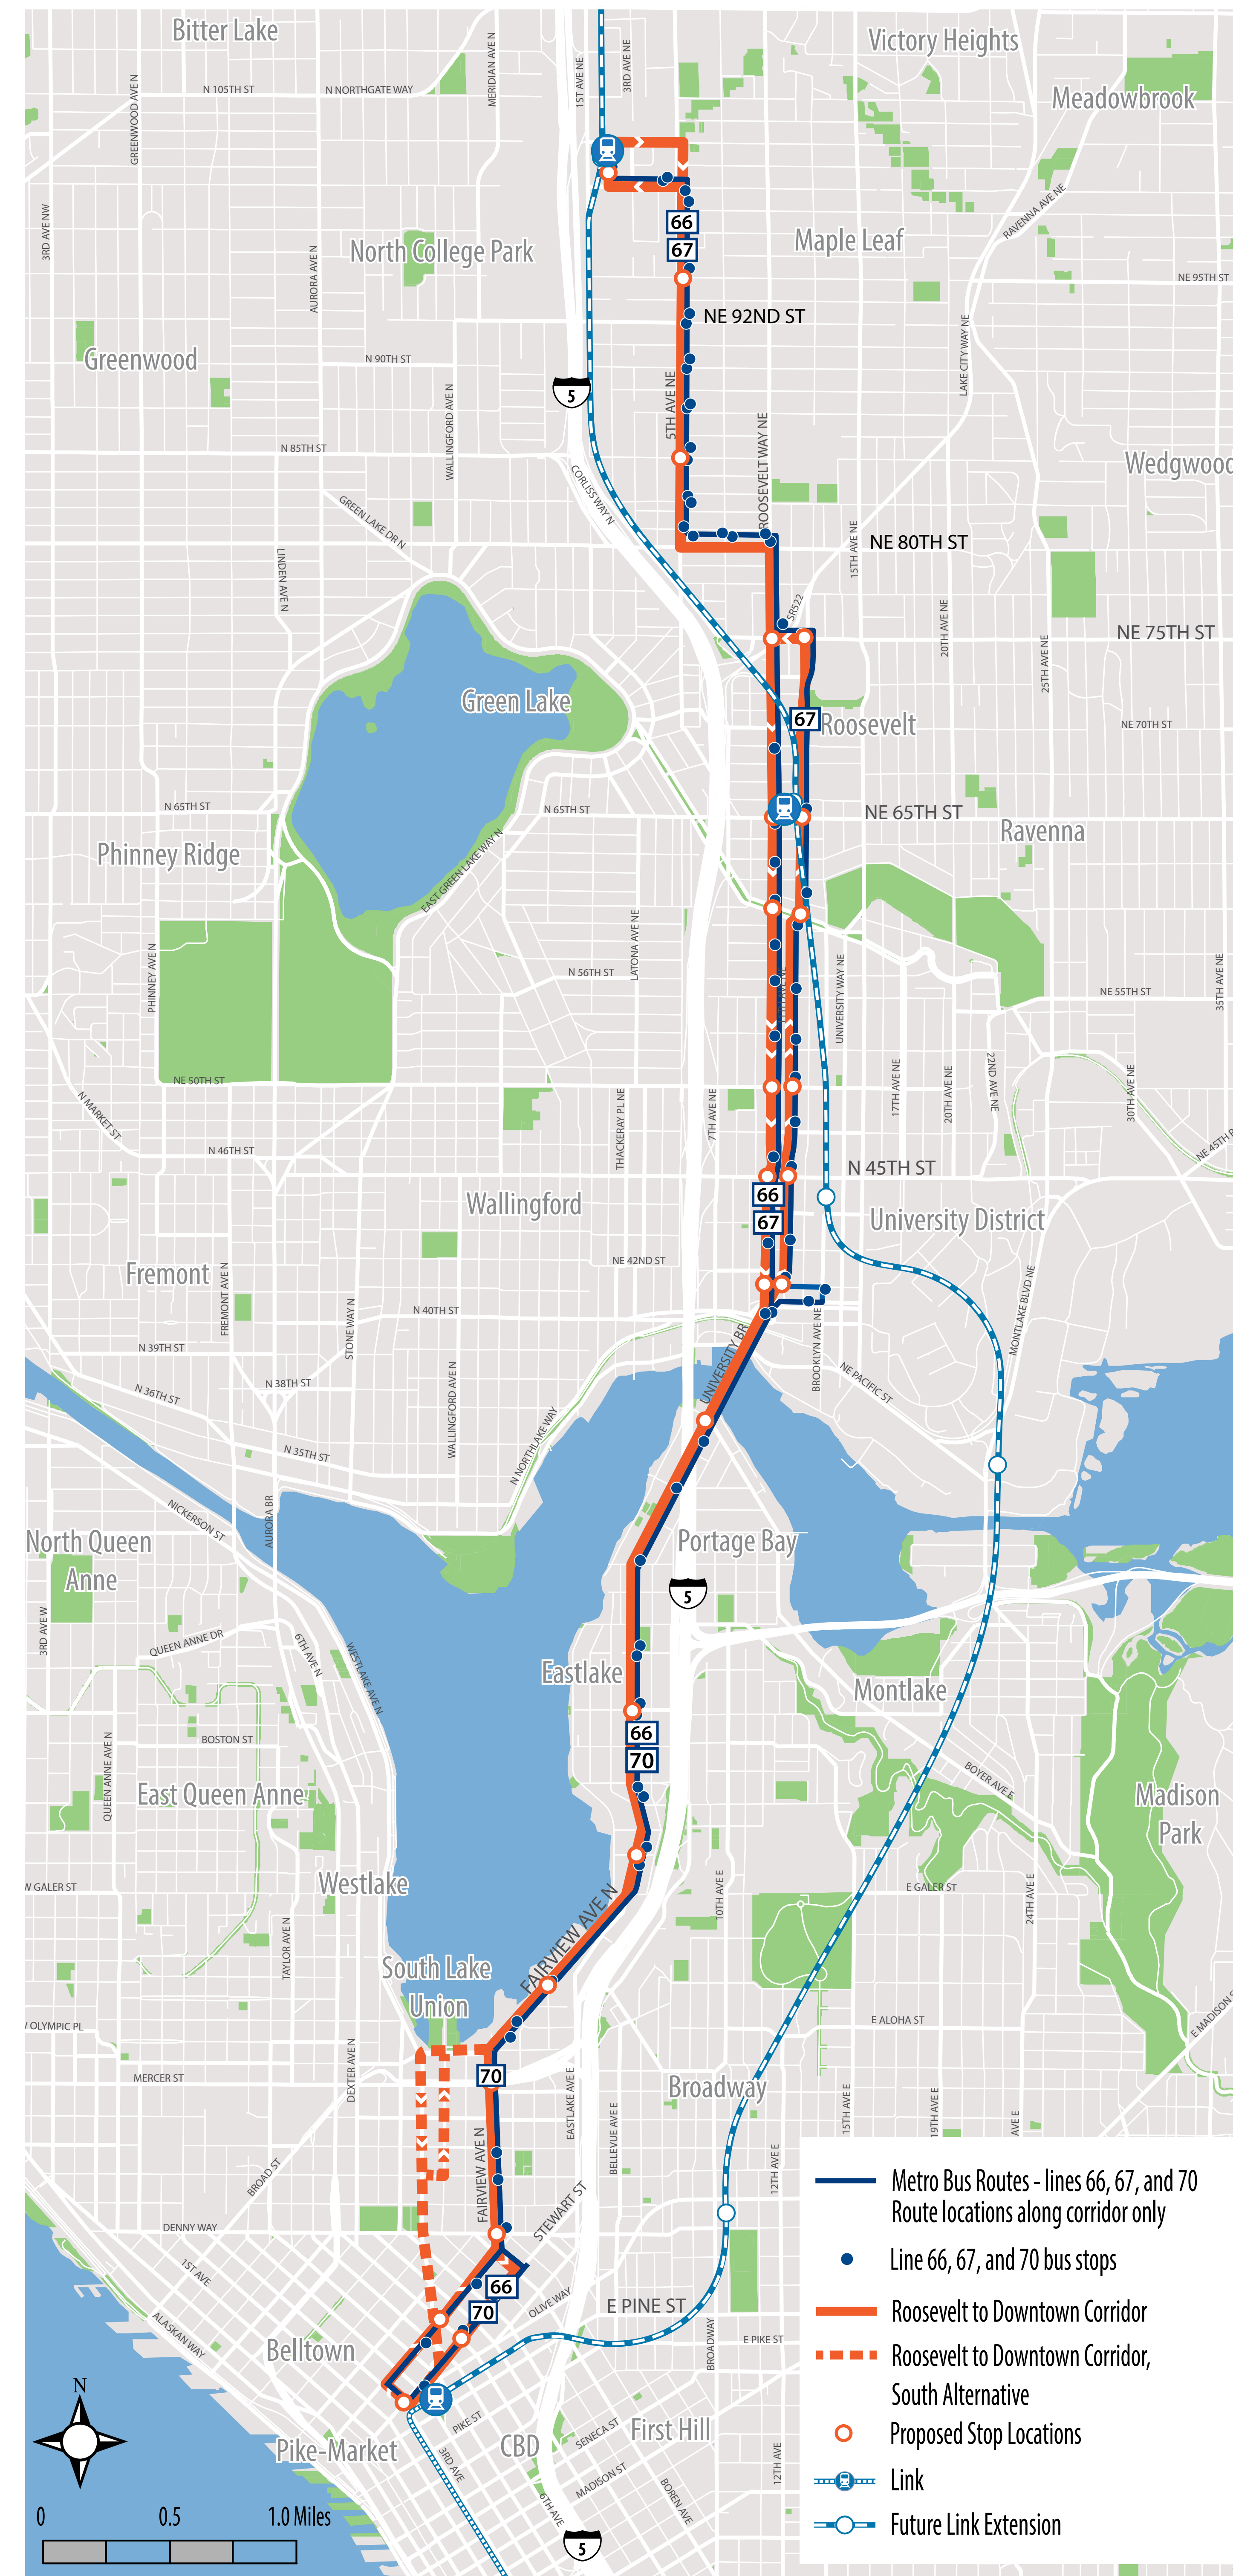 Bitter Lake
Victory Heights
Meadowbrook
GREENWOOD AVE N
N 105TH ST
N NORTHGATE WAY
MERIDIAN AVE N
1ST AVE NE
3RD AVE NE
3RD AVE NW
AURORA AVE N
North College Park
66
67
Maple Leaf
RAVENNA AVE NE
NE 95TH ST
NE 92ND ST
LAKE CITY WAY NE
Greenwood
N 90TH ST
WALLINGFORD AVE N
5
5TH AVE NE
ROOSEVELT WAY NE
N 85TH ST
CORLISS WAY N
Wedgwood
GREEN LAKE DR N
LINDEN AVE N
15TH AVE NE
NE 80TH ST
SR522
20TH AVE NE
25TH AVE NE
NE 75TH ST
Green Lake
67
Roosevelt
NE 70TH ST
N 65TH ST
N 65TH ST
NE 65TH ST
Ravenna
Phinney Ridge
EAST GREEN LAKE WAY N
PHINNEY AVE N
LATONA AVE NE
N 56TH ST
UNIVERSITY WAY NE
NE 55TH ST
35TH AVE NE
NE 50TH ST
N MARKET ST
THACKERAY PL NE
7TH AVE NE
17TH AVE NE
20TH AVE NE
22ND AVE NE
30TH AVE NE
N 46TH ST
N 45TH ST
Wallingford
66
67
University District
NE 42ND ST
Fremont
FREMONT AVE N
STONE WAY N
N 40TH ST
MONTLAKE BLVD NE
N 39TH ST
N 36TH ST
N 38TH ST
WALLINGFORD AVE N
N 35TH ST
N NORTHLAKE WAY
UNIVERSITY BR
BROOKLYN AVE NE
NE PACIFIC ST
NICKERSON ST
AURORA BR
North Queen
Anne
Portage Bay
5
3RD AVE W
QUEEN ANNE DR
6TH AVE N
WESTLAKE AVE N
Eastlake
Montlake
66
70
QUEEN ANNE AVE N
BOSTON ST
East Queen Anne
BOYER AVE E
Madison
Park
W GALER ST
Westlake
TAYLOR AVE N
FAIRVIEW AVE N
10TH AVE E
E GALER ST
24TH AVE E
South Lake
Union
OLYMPIC PL
E ALOHA ST
E MADISON
MERCER ST
DEXTER AVE N
70
EASTLAKE AVE E
BELLEVUE AVE E
Broadway
15TH AVE E
19TH AVE E
AVE E
BROAD ST
FAIRVIEW AVE N
STEWART ST
12TH AVE E
DENNY WAY
1ST AVE
ALASKAN WAY
66
70
OLIVE WAY
E PINE ST
E PIKE ST
BROADWAY
Belltown
PIKE ST
3RD AVE
CBD
SENECA ST
First Hill
Pike-Market
MADISON ST
6TH AVE
BOREN AVE
12TH AVE
5
N
0 0.5 1.0 Miles
Metro Bus Routes - lines 66, 67, and 70
Route locations along corridor only
Line 66, 67, and 70 bus stops
Roosevelt to Downtown Corridor
Roosevelt to Downtown Corridor,
South Alternative
Proposed Stop Locations
Link
Future Link Extension